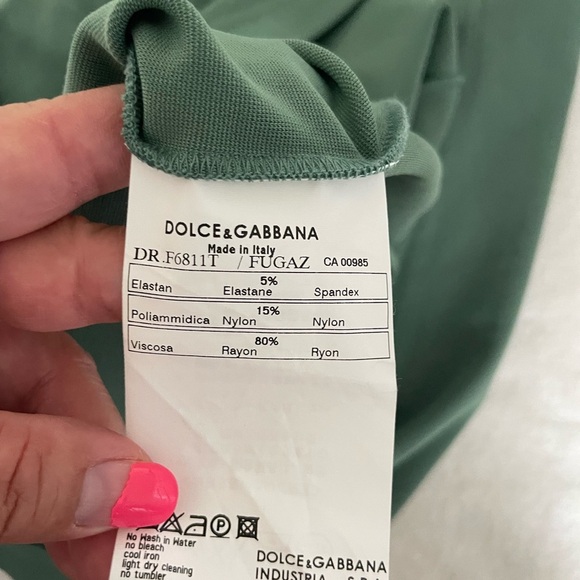 DOLCE&GABBANA
Made in Italy
DR.F6811T / FUGAZ CA 00985
5%
Elastan Elastane Spandex
15%
Poliammidica Nylon Nylon
80%
Viscosa Rayon Ryon
P
No Wash in Water
no bleach
cool iron
light dry cleaning
no tumbler
DOLCE&GABBANA
INDUSTRIA